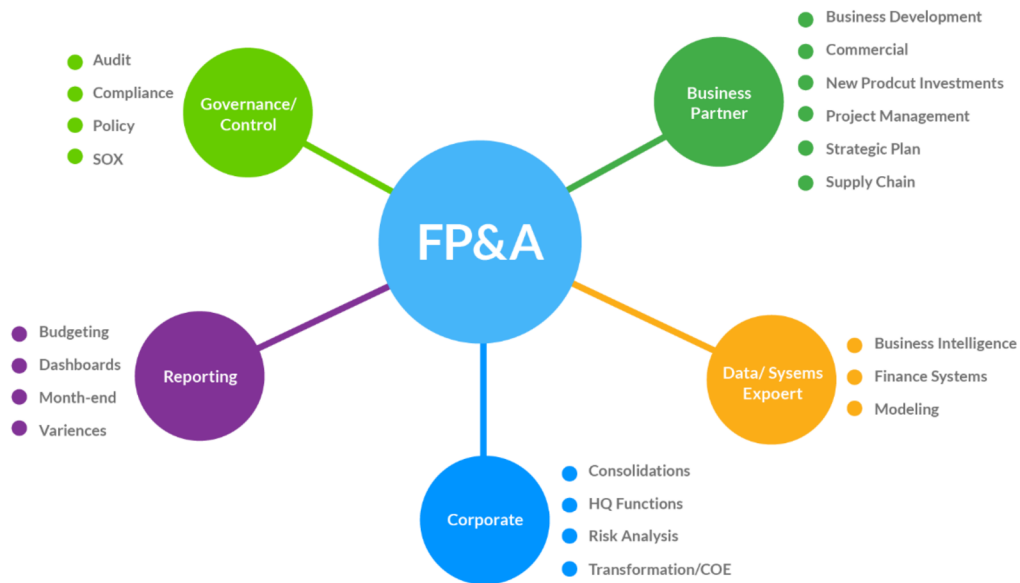 Audit
Compliance
Policy
SOX
Governance/
Control
Business
Partner
Business Development
Commercial
New Prodcut Investments
Project Management
Strategic Plan
Supply Chain
FP&A
Budgeting
Dashboards
Month-end
Variences
Reporting
Data/ Sysems
Expoert
Business Intelligence
Finance Systems
Modeling
Corporate
Consolidations
HQ Functions
Risk Analysis
Transformation/COE